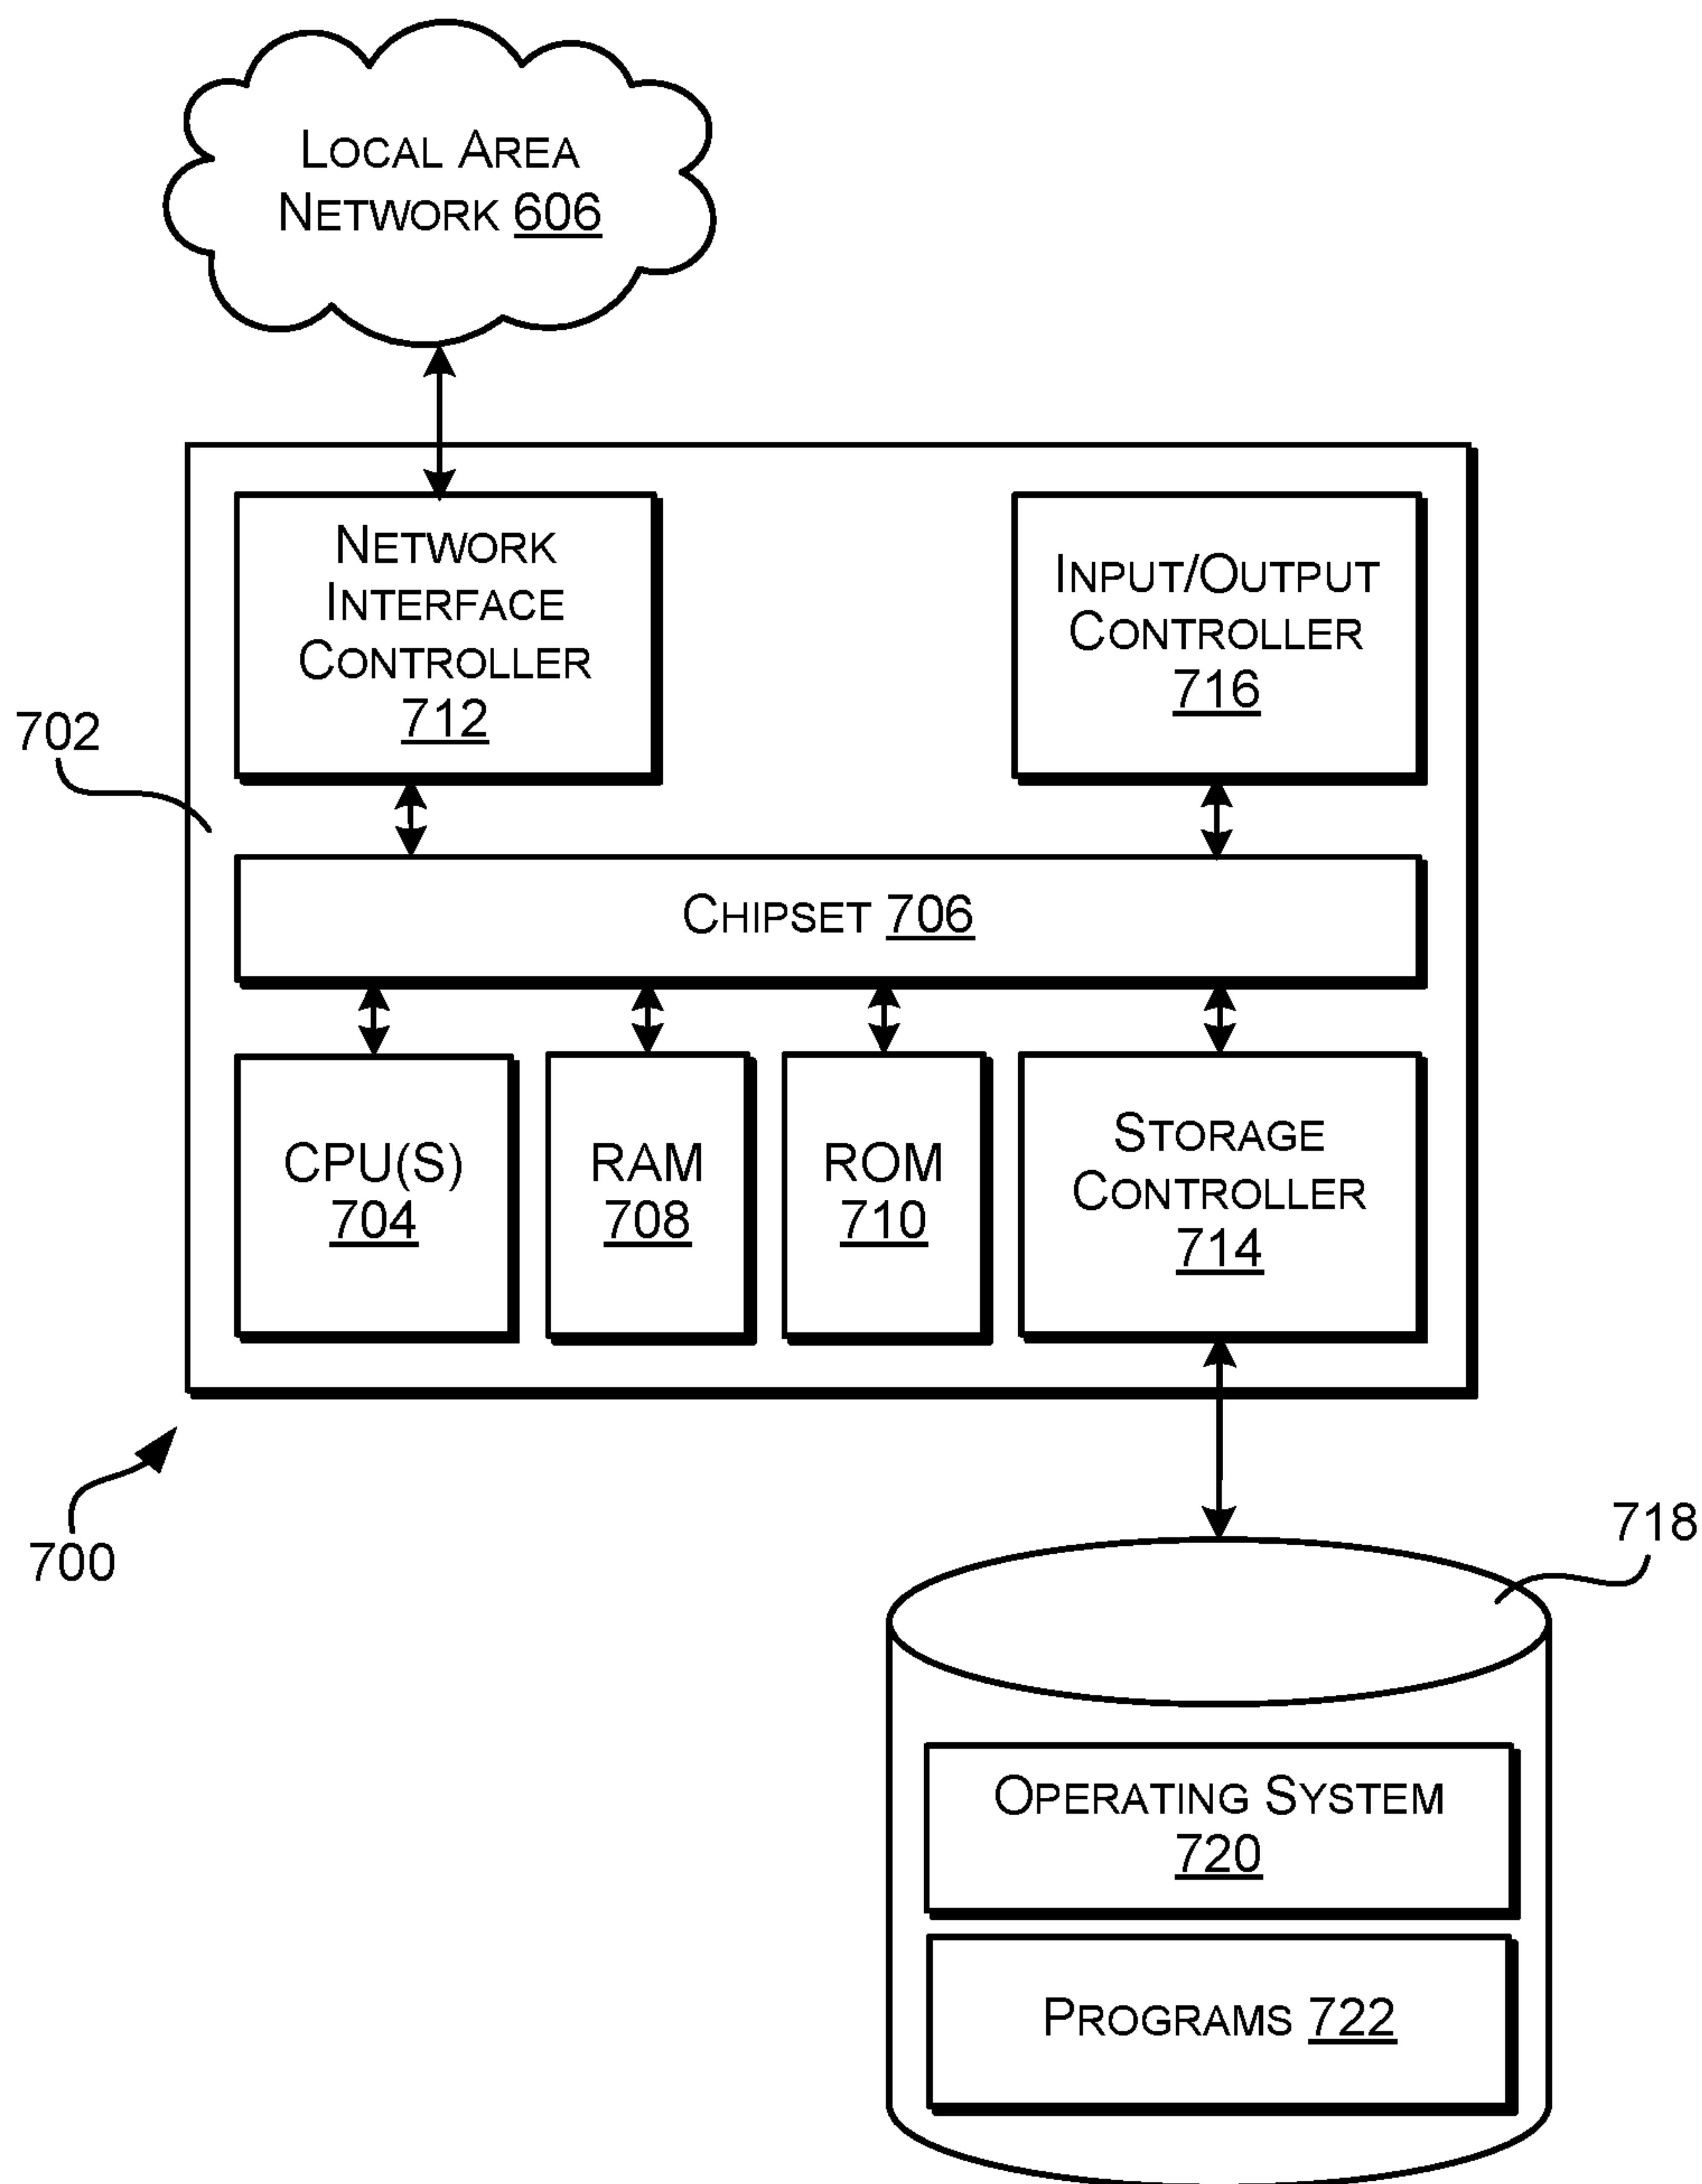 LOCAL AREA
NETWORK 606
NETWORK
INTERFACE
CONTROLLER
712
INPUT/OUTPUT
CONTROLLER
716
702
CHIPSET 706
CPU(S)
704
RAM
708
ROM
710
STORAGE
CONTROLLER
714
700
718
OPERATING SYSTEM
720
PROGRAMS 722